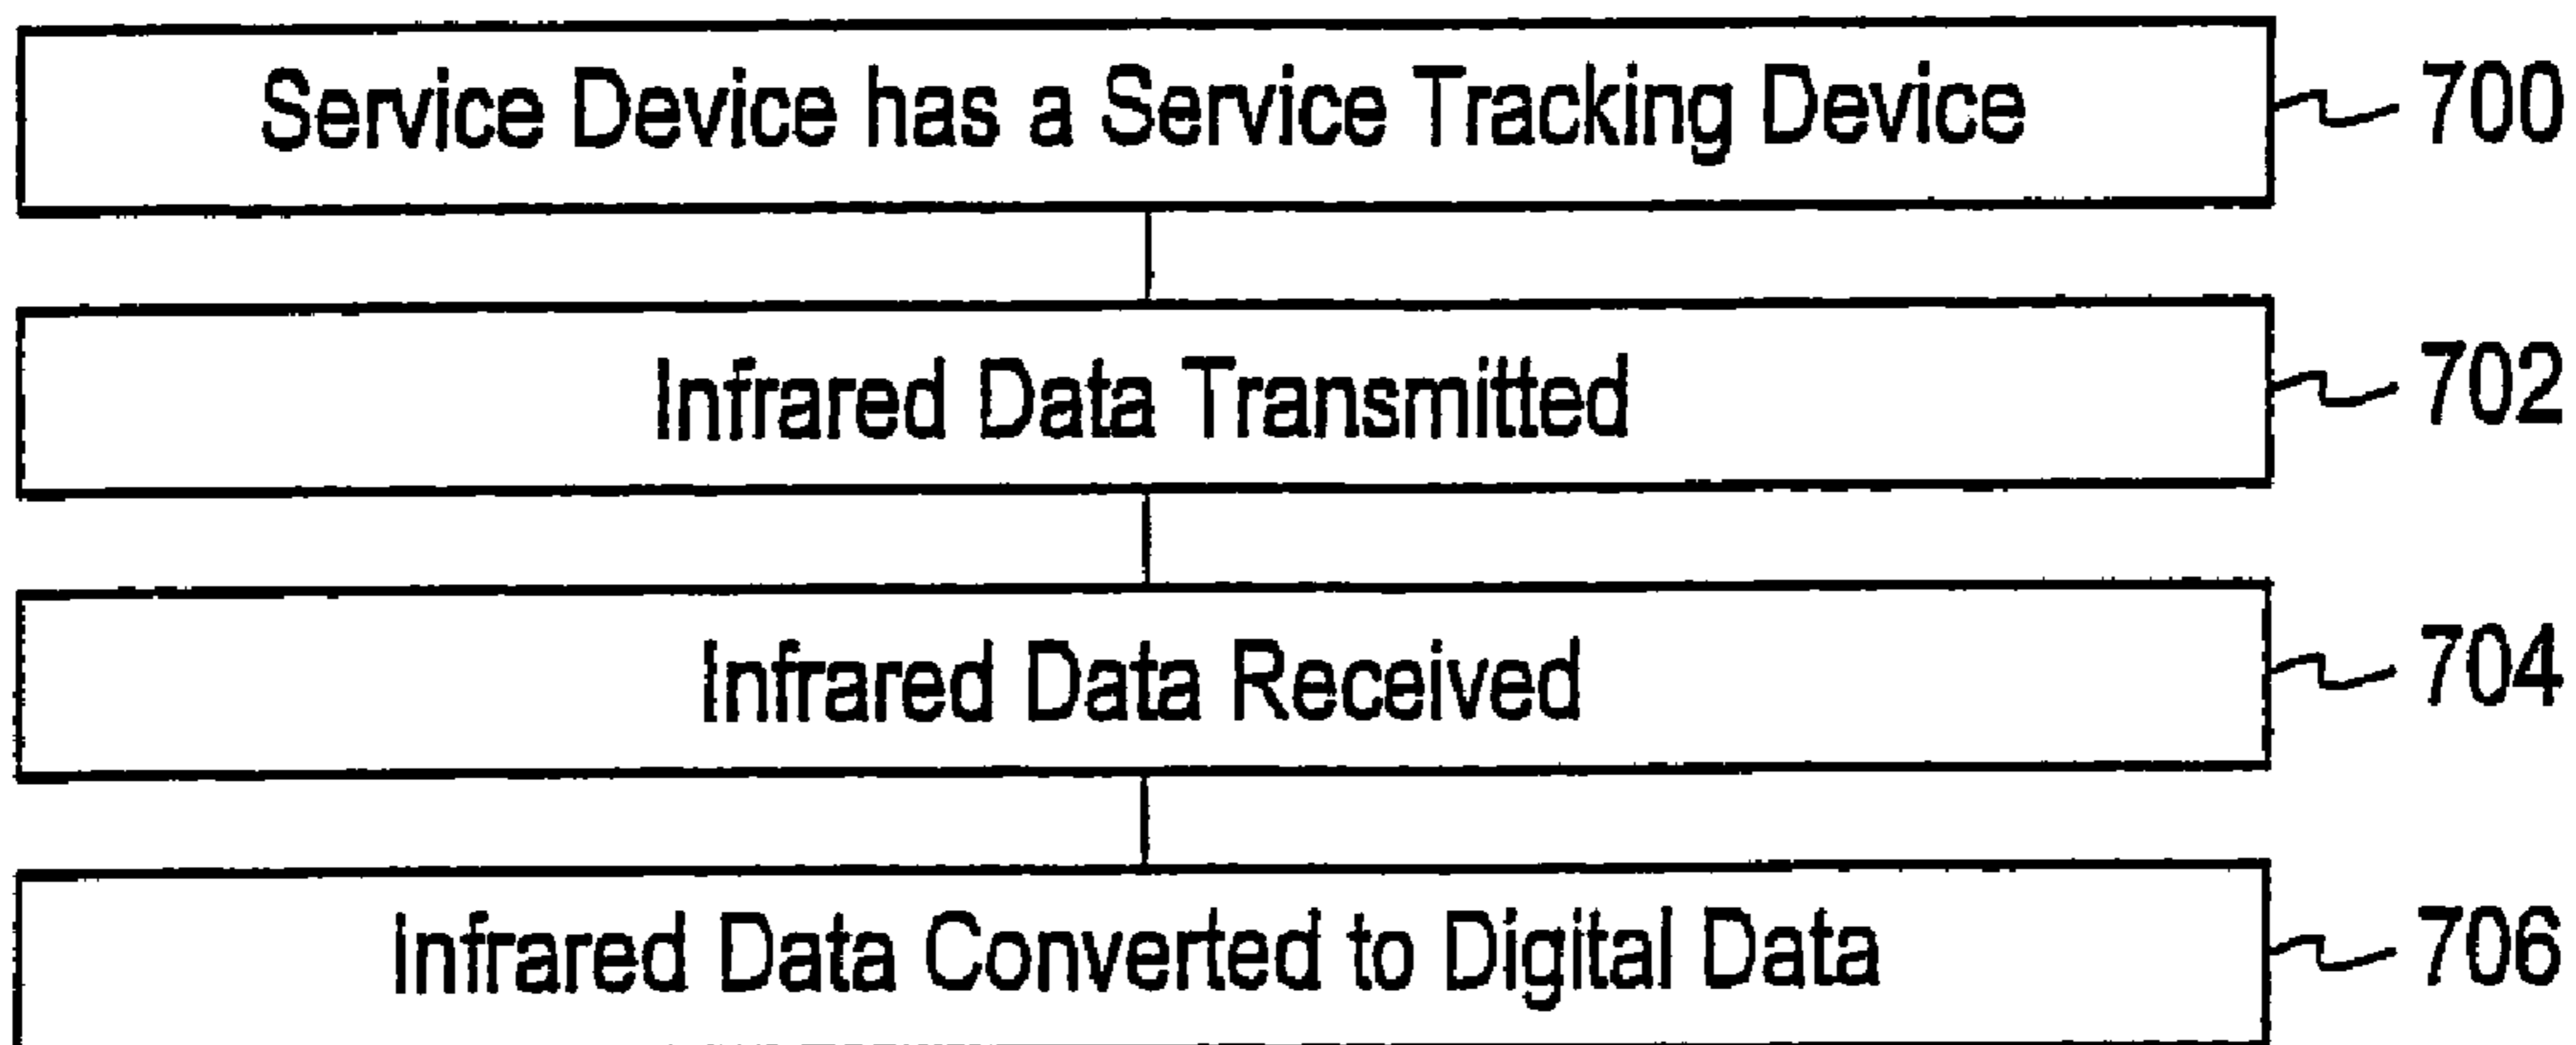 Service Device has a Service Tracking Device 700
Infrared Data Transmitted 702
Infrared Data Received 704
Infrared Data Converted to Digital Data 706